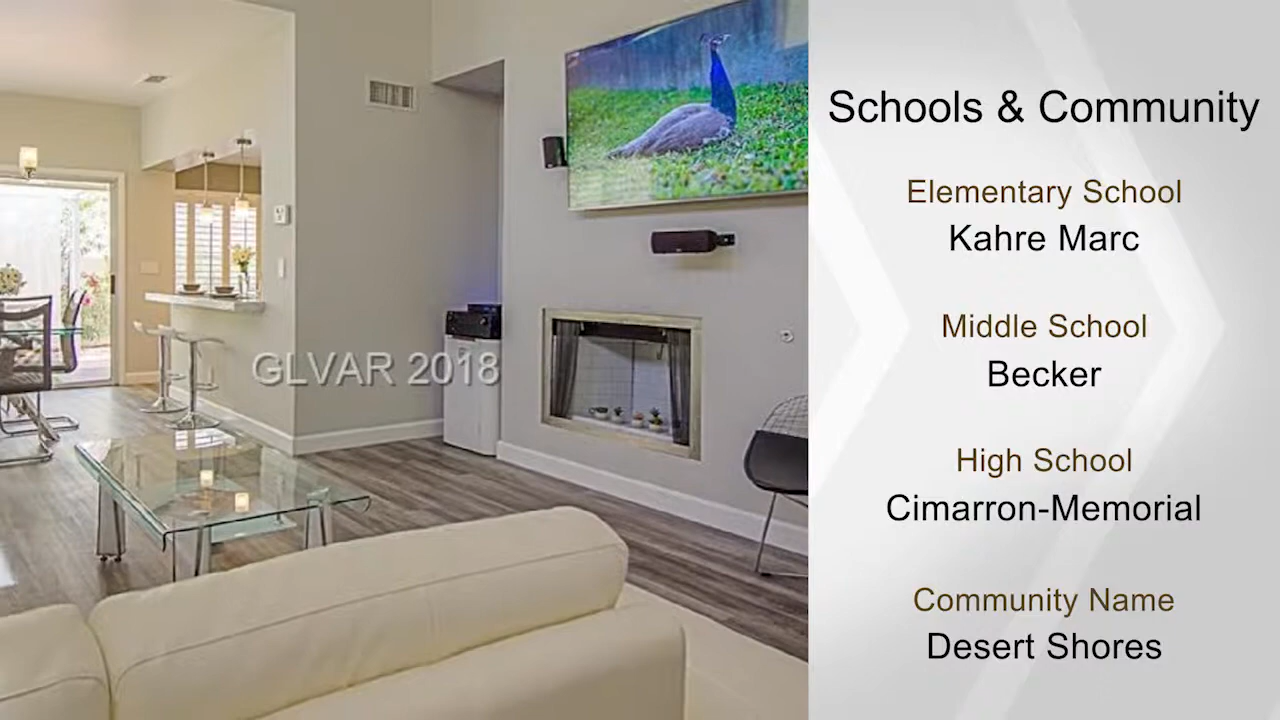 Schools & Community
Elementary School
Kahre Marc
Middle School
Becker
High School
Cimarron-Memorial
Community Name
Desert Shores
GLVAR 2018